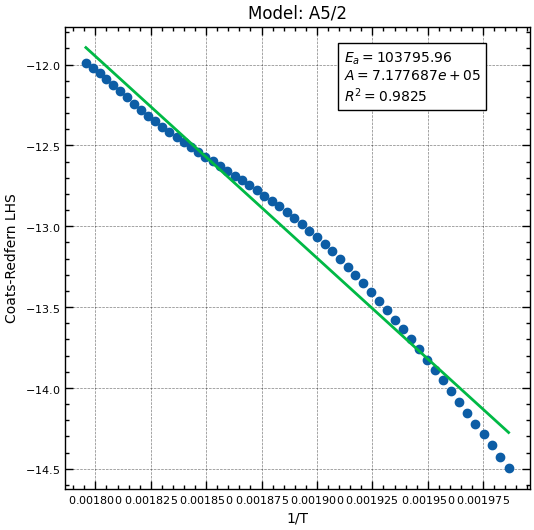 Model: A5/2
E_a = 103795.96
A = 7.177687e + 05
R^2 = 0.9825
−12.0
−12.5
−13.0
−13.5
−14.0
−14.5
Coats-Redfern LHS
0.001800 0.001825 0.001850 0.001875 0.001900 0.001925 0.001950 0.001975
1/T